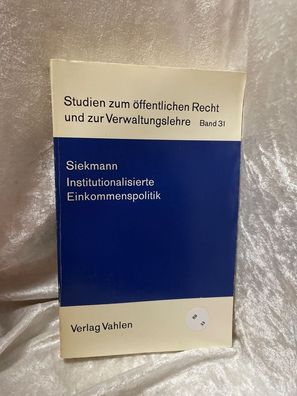 Studien zum öffentlichen Recht
und zur Verwaltungslehre Band 31
Siekmann
Institutionalisierte
Einkommenspolitik
Verlag Vahlen